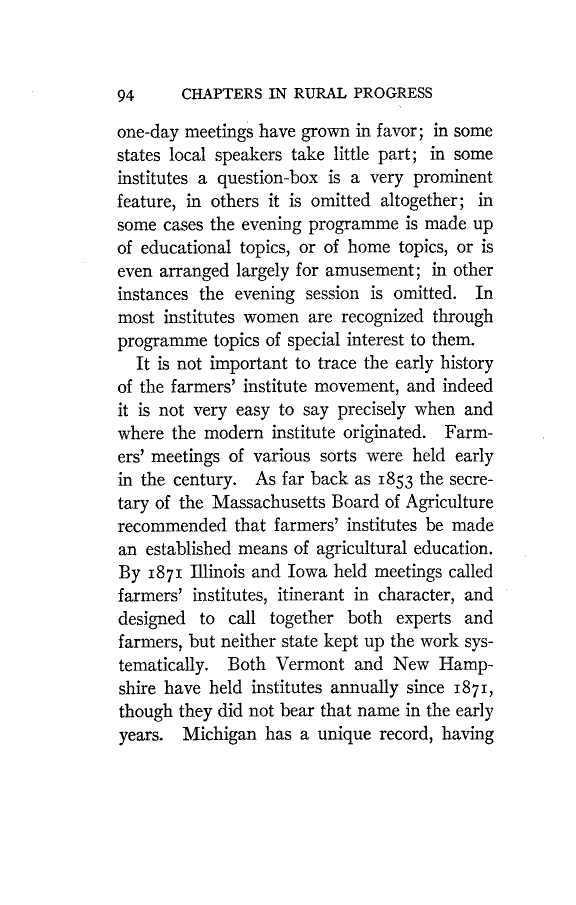 94 CHAPTERS IN RURAL PROGRESS
one-day meetings have grown in favor; in some
states local speakers take little part; in some
institutes a question-box is a very prominent
feature, in others it is omitted altogether; in
some cases the evening programme is made up
of educational topics, or of home topics, or is
even arranged largely for amusement; in other
instances the evening session is omitted. In
most institutes women are recognized through
programme topics of special interest to them.
It is not important to trace the early history
of the farmers' institute movement, and indeed
it is not very easy to say precisely when and
where the modern institute originated. Farm-
ers' meetings of various sorts were held early
in the century. As far back as 1853 the secre-
tary of the Massachusetts Board of Agriculture
recommended that farmers' institutes be made
an established means of agricultural education.
By 1871 Illinois and Iowa held meetings called
farmers' institutes, itinerant in character, and
designed to call together both experts and
farmers, but neither state kept up the work sys-
tematically. Both Vermont and New Hamp-
shire have held institutes annually since 1871,
though they did not bear that name in the early
years. Michigan has a unique record, having